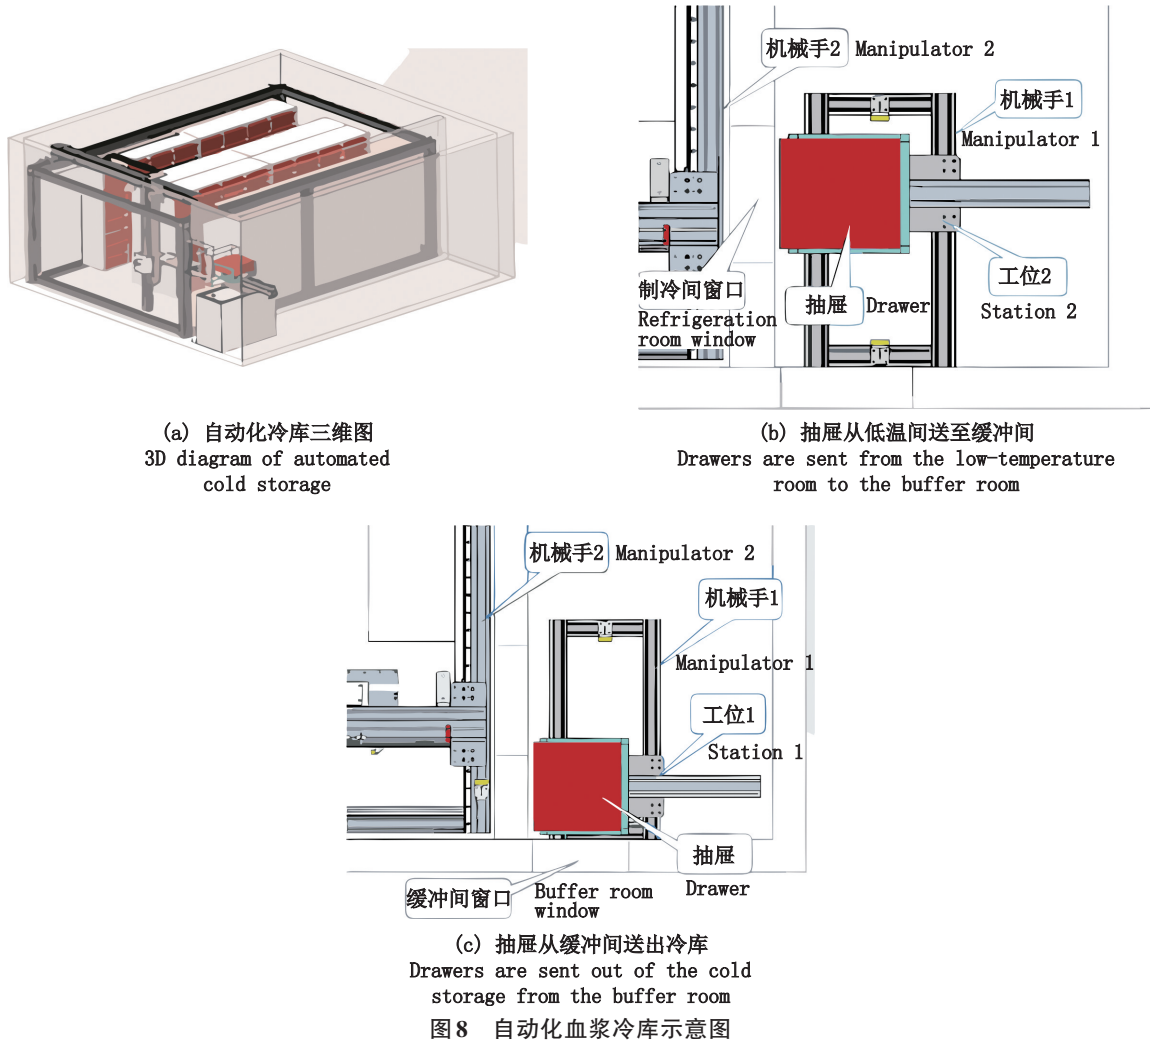 机械手2 Manipulator 2
机械手1
Manipulator 1
制冷间窗口
Refrigeration
room window
抽屉 Drawer
工位2
Station 2
(a) 自动化冷库三维图
3D diagram of automated
cold storage
(b) 抽屉从低温间送至缓冲间
Drawers are sent from the low-temperature
room to the buffer room
机械手2 Manipulator 2
机械手1
Manipulator 1
工位1
Station 1
抽屉
Drawer
缓冲间窗口
Buffer room
window
(c) 抽屉从缓冲间送出冷库
Drawers are sent out of the cold
storage from the buffer room
图8 自动化血浆冷库示意图